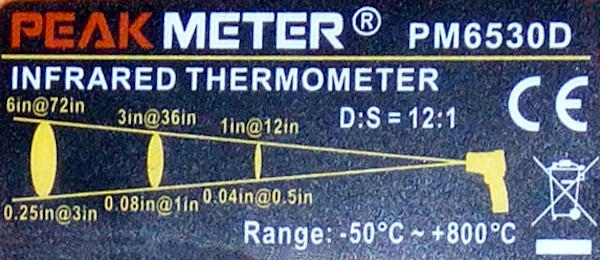 PEAKMETER® PM6530D
INFRARED THERMOMETER
6in@72in 3in@36in 1in@12in D:S = 12:1
0.25in@3in 0.08in@1in 0.04in@0.5in
Range: -50°C ~ +800°C
CE